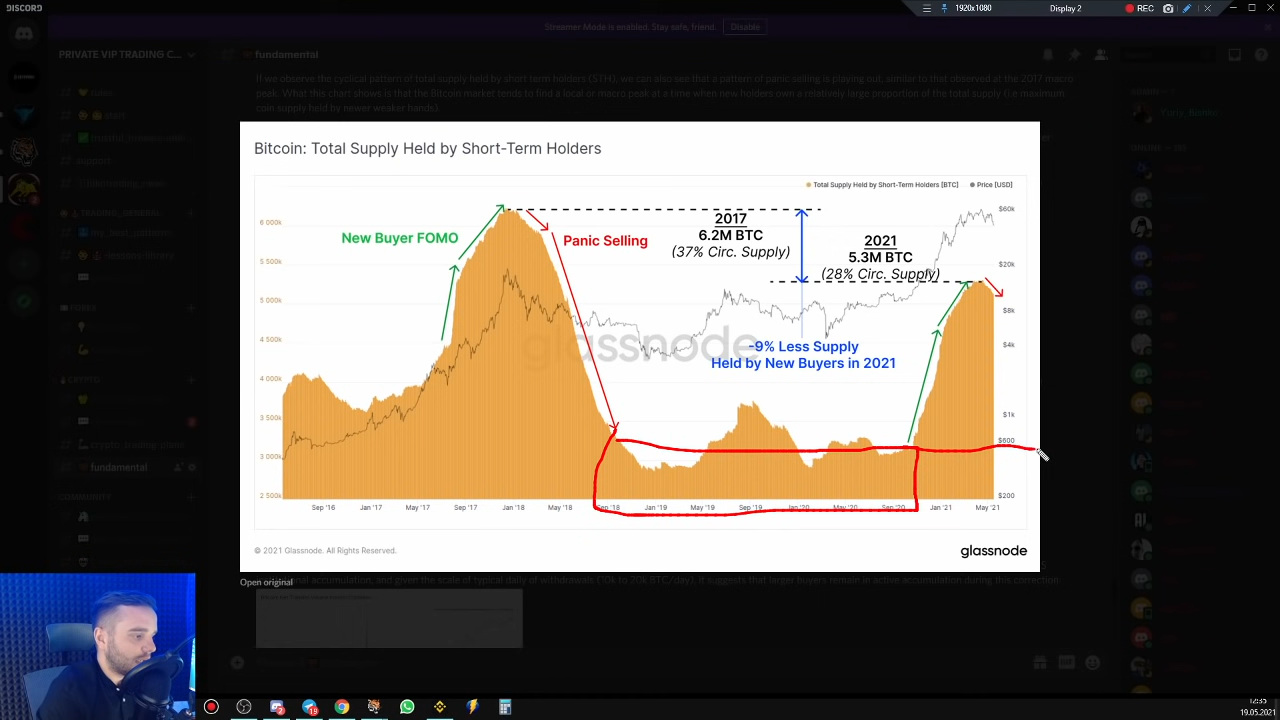 DISCORD
1920x1080
Display 2
REC
Streamer Mode is enabled. Stay safe, friend.
Disable
PRIVATE VIP TRADING C...
fundamental
If we observe the cyclical pattern of total supply held by short term holders (STH), we can also see that a pattern of panic selling is playing out, similar to that observed at the 2017 macro
peak. What this chart shows is that the Bitcoin market tends to find a local or macro peak at a time when new holders own a relatively large proportion of the total supply (i.e maximum
coin supply held by newer weaker hands).
rules
start
support
TRADING_GENERAL
FOREX
CRYPTO
crypto_trading_plans
fundamental
COMMUNITY
Bitcoin: Total Supply Held by Short-Term Holders
Total Supply Held by Short-Term Holders [BTC]
Price [USD]
6 000k
5 500k
5 000k
4 500k
4 000k
3 500k
3 000k
2 500k
$60k
$20k
$8k
$4k
$1k
$600
$200
New Buyer FOMO
Panic Selling
2017
6.2M BTC
(37% Circ. Supply)
2021
5.3M BTC
(28% Circ. Supply)
-9% Less Supply
Held by New Buyers in 2021
glassnode
Sep '16
Jan '17
May '17
Sep '17
Jan '18
May '18
Sep '18
Jan '19
May '19
Sep '19
Jan '20
May '20
Sep '20
Jan '21
May '21
© 2021 Glassnode. All Rights Reserved.
glassnode
Open original
onal accumulation, and given the scale of typical daily of withdrawals (10k to 20k BTC/day), it suggests that larger buyers remain in active accumulation during this correction.
12:35
19.05.2021